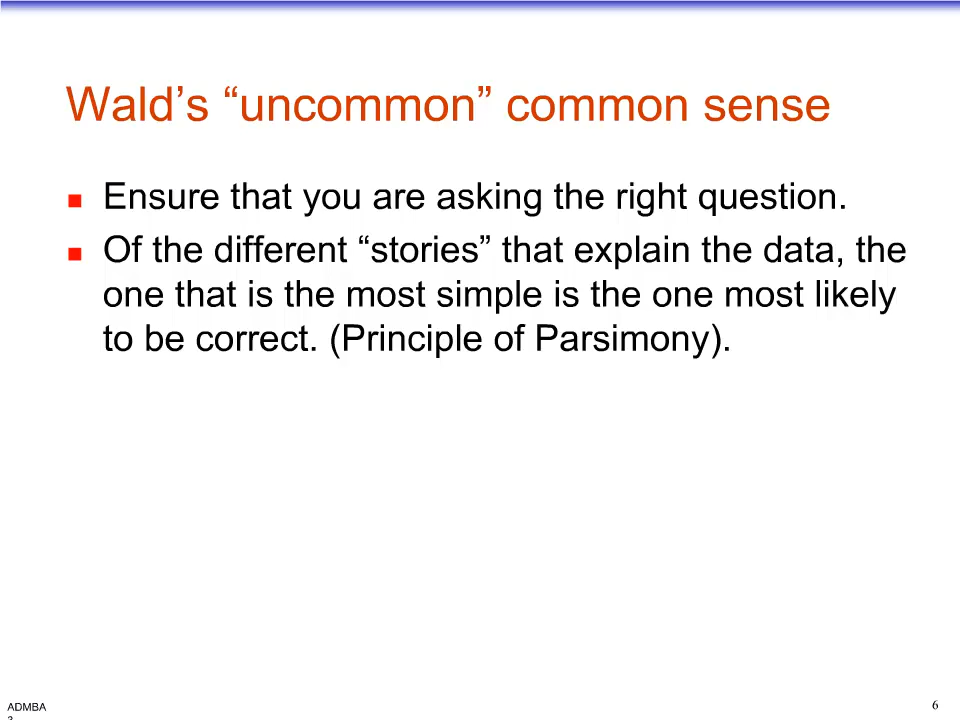 Wald’s “uncommon” common sense
Ensure that you are asking the right question.
Of the different “stories” that explain the data, the
one that is the most simple is the one most likely
to be correct. (Principle of Parsimony).
ADMBA
6